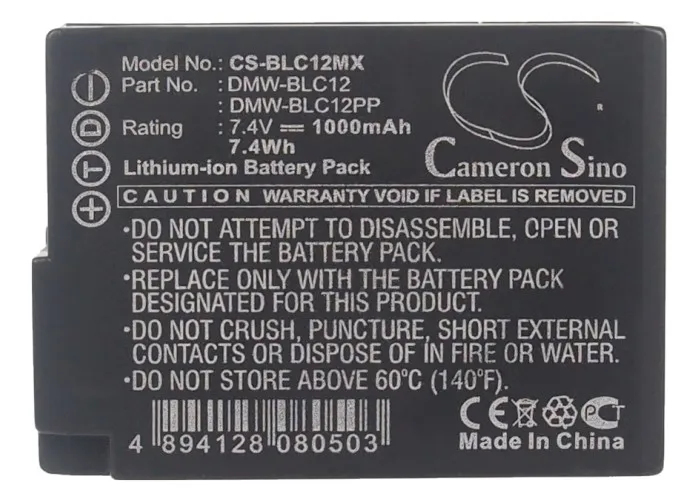 Model No.: CS-BLC12MX
Part No. : DMW-BLC12
: DMW-BLC12PP
Rating : 7.4V 1000mAh
7.4Wh
Lithium-ion Battery Pack
CS
Cameron Sino
®
− D T +
CAUTION WARRANTY VOID IF LABEL IS REMOVED
•DO NOT ATTEMPT TO DISASSEMBLE, OPEN OR
SERVICE THE BATTERY PACK.
•REPLACE ONLY WITH THE BATTERY PACK
DESIGNATED FOR THIS PRODUCT.
•DO NOT CRUSH, PUNCTURE, SHORT EXTERNAL
CONTACTS OR DISPOSE OF IN FIRE OR WATER.
•DO NOT STORE ABOVE 60°C (140°F).
4 894128 080503
CE PCT
Made In China